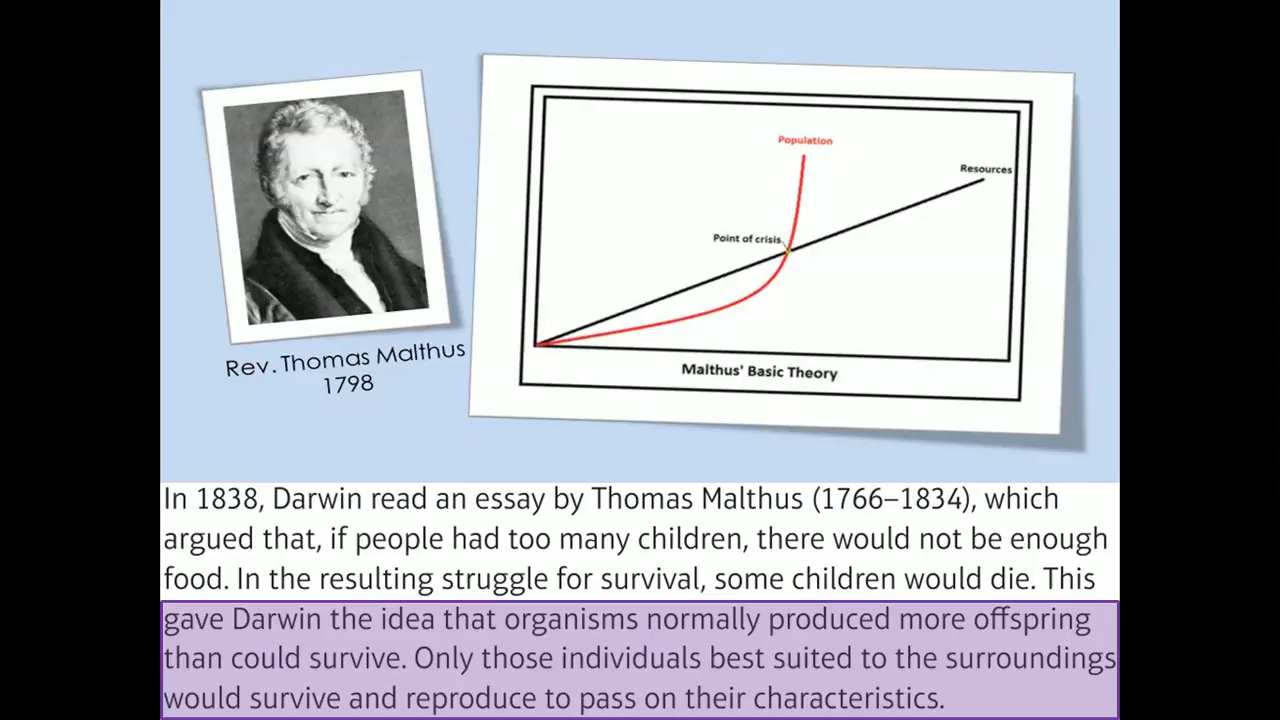 Population
Resources
Point of crisis
Malthus' Basic Theory
Rev. Thomas Malthus
1798
In 1838, Darwin read an essay by Thomas Malthus (1766–1834), which
argued that, if people had too many children, there would not be enough
food. In the resulting struggle for survival, some children would die. This
gave Darwin the idea that organisms normally produced more offspring
than could survive. Only those individuals best suited to the surroundings
would survive and reproduce to pass on their characteristics.